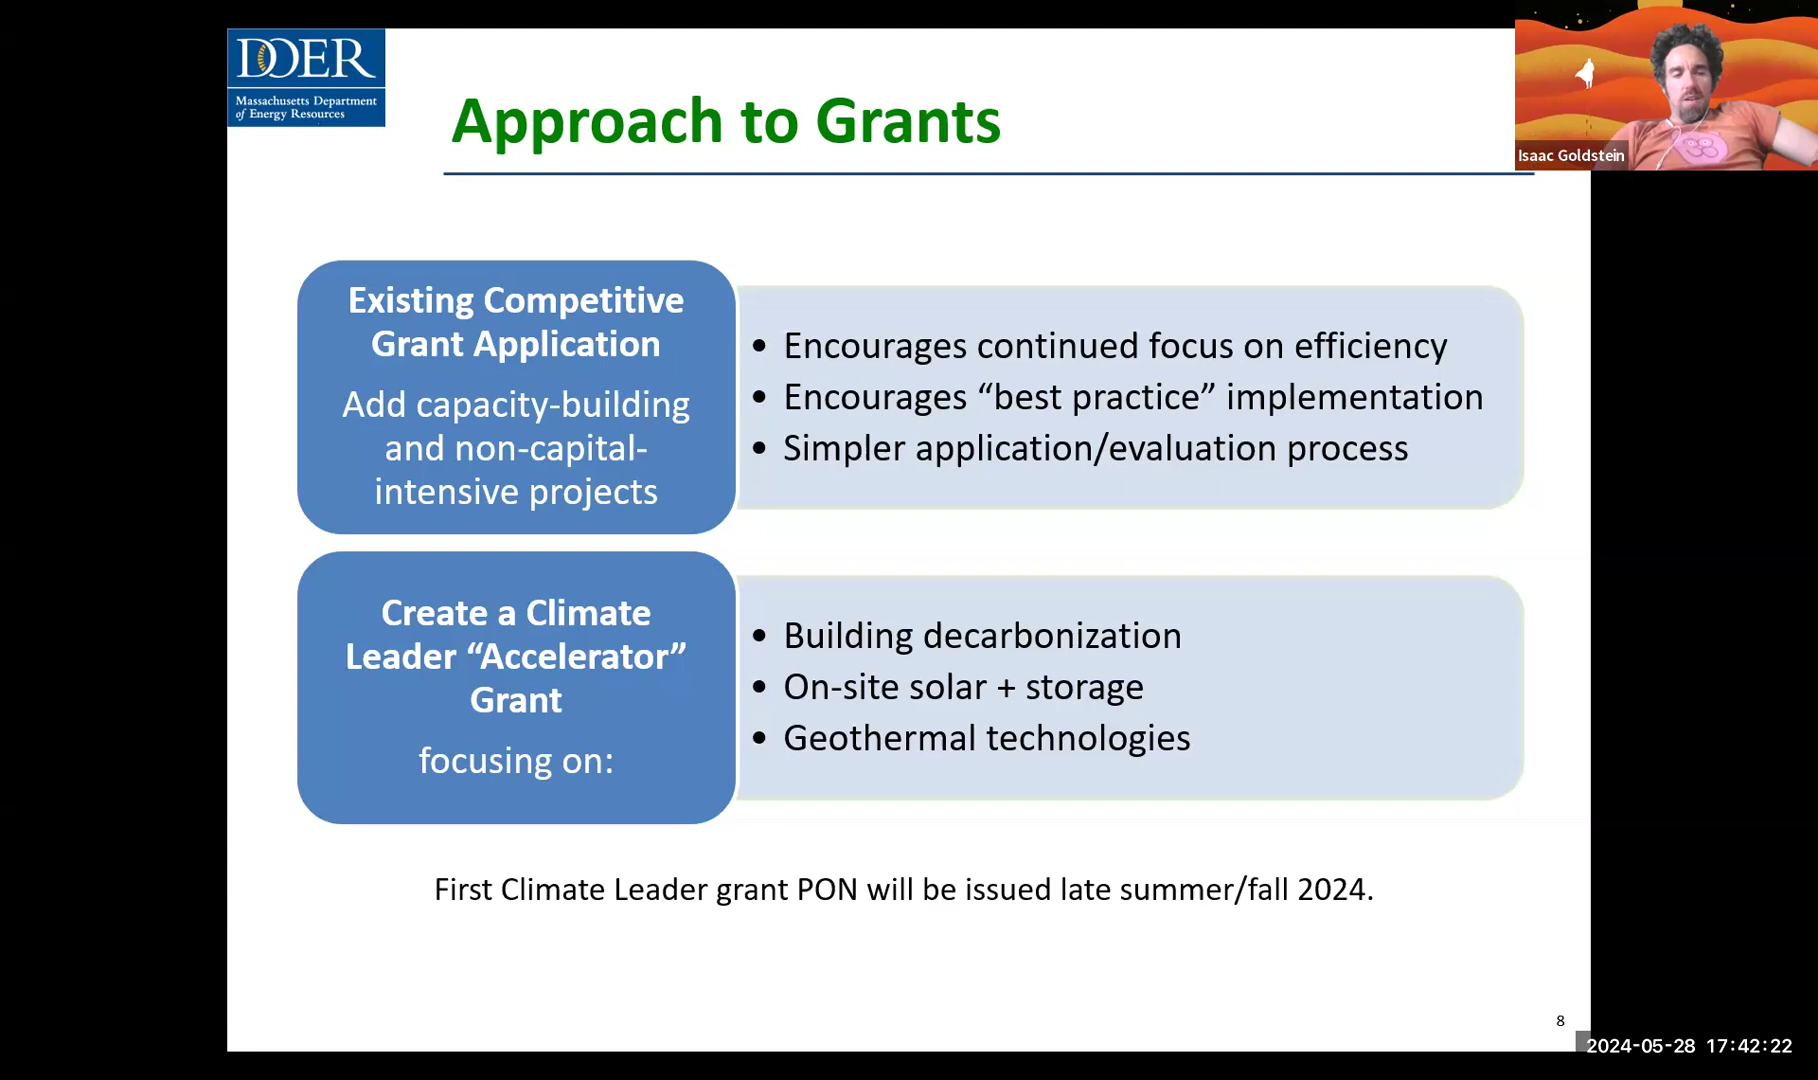 DOER
Massachusetts Department
of Energy Resources
Approach to Grants
Isaac Goldstein
Existing Competitive
Grant Application
Add capacity-building
and non-capital-
intensive projects
• Encourages continued focus on efficiency
• Encourages “best practice” implementation
• Simpler application/evaluation process
Create a Climate
Leader “Accelerator”
Grant
focusing on:
• Building decarbonization
• On-site solar + storage
• Geothermal technologies
First Climate Leader grant PON will be issued late summer/fall 2024.
8
2024-05-28 17:42:22